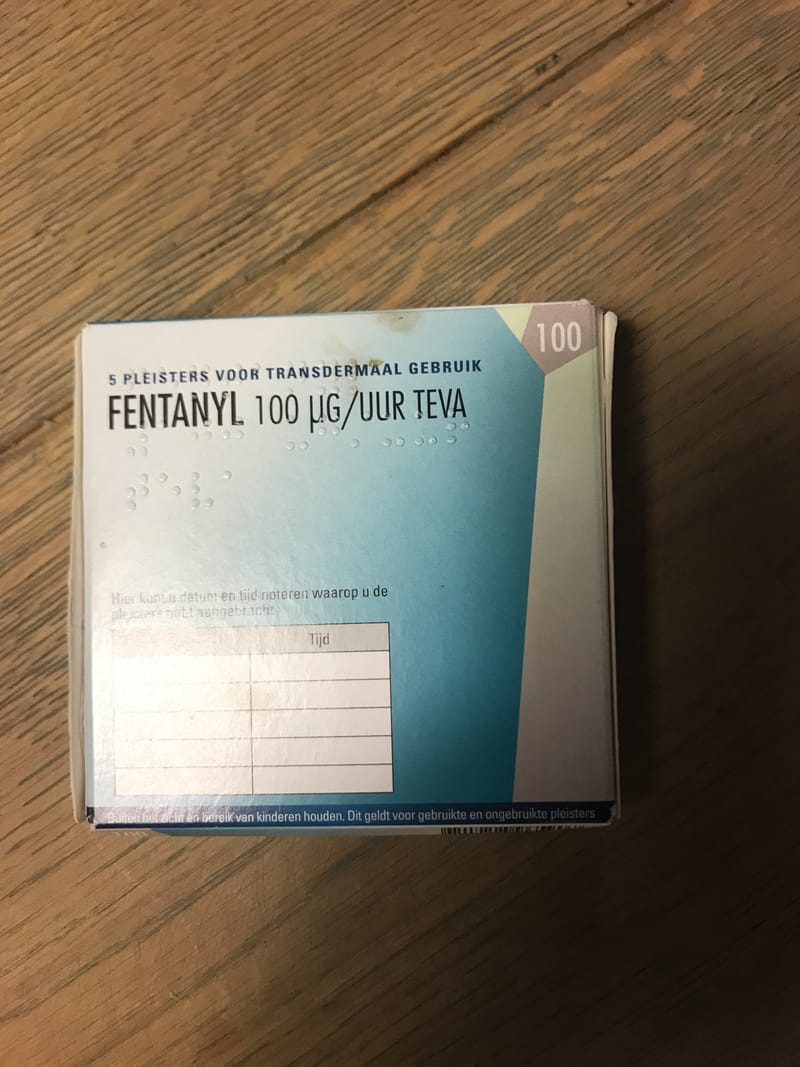 100
5 PLEISTERS VOOR TRANSDERMAAL GEBRUIK
FENTANYL 100 µG/UUR TEVA
Hier kunt u datum en tijd noteren waarop u de
pleisters hebt aangebracht
Tijd
Buiten het zicht en bereik van kinderen houden. Dit geldt voor gebruikte en ongebruikte pleisters